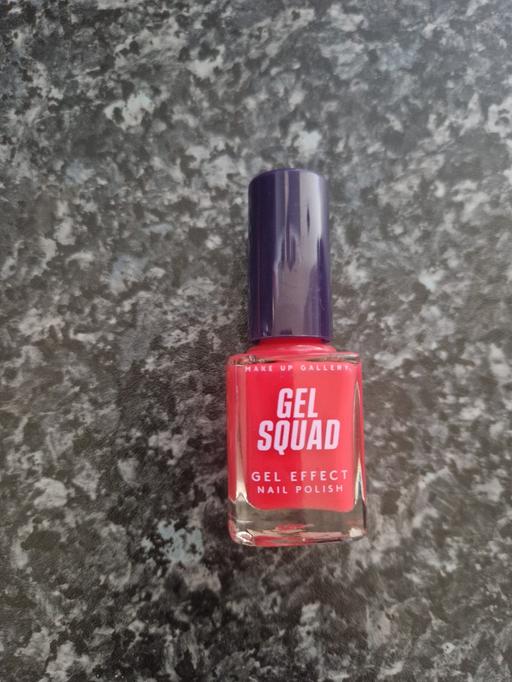 MAKE UP GALLERY
GEL
SQUAD
GEL EFFECT
NAIL POLISH